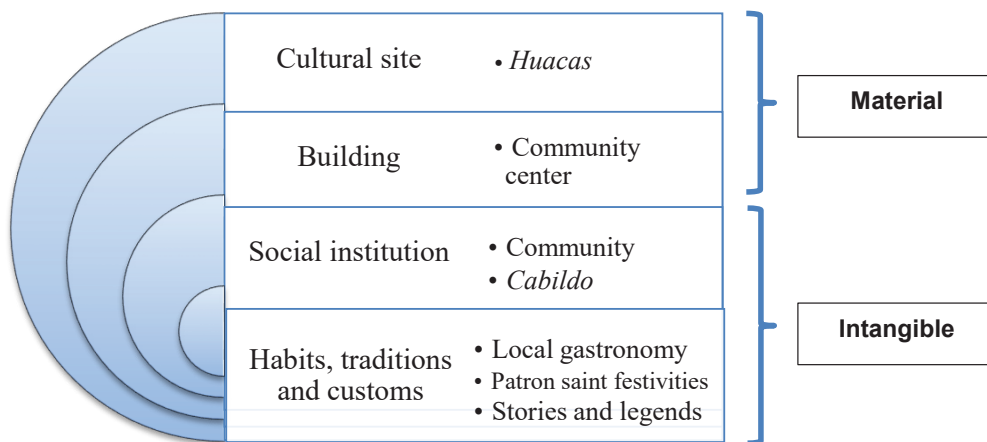 Cultural site
• Huacas
Material
Building
• Community
center
Social institution
• Community
• Cabildo
Intangible
Habits, traditions
and customs
• Local gastronomy
• Patron saint festivities
• Stories and legends